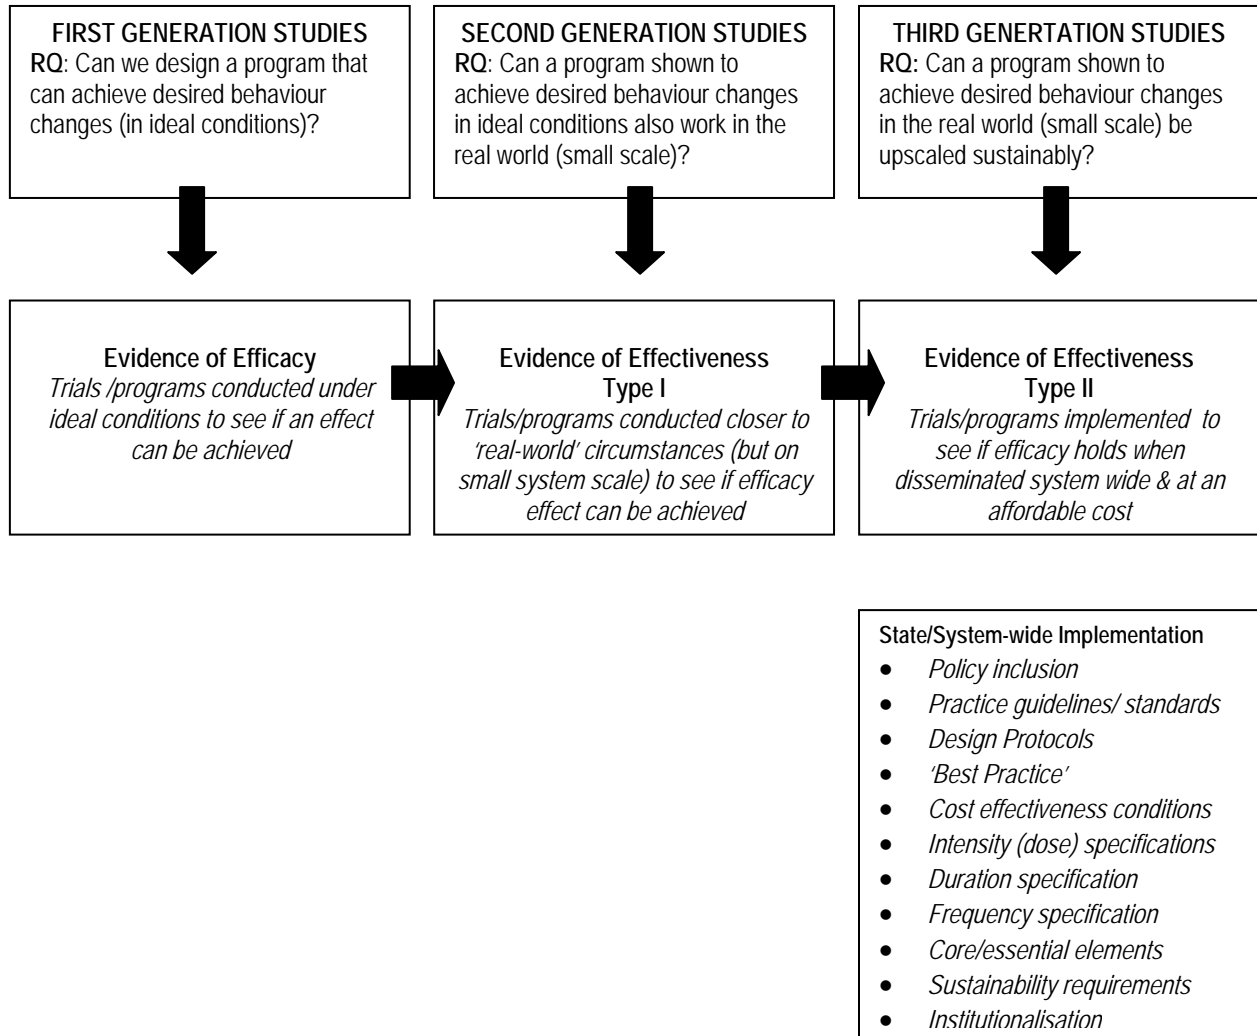 FIRST GENERATION STUDIES
RQ: Can we design a program that
can achieve desired behaviour
changes (in ideal conditions)?
SECOND GENERATION STUDIES
RQ: Can a program shown to
achieve desired behaviour changes
in ideal conditions also work in the
real world (small scale)?
THIRD GENERTATION STUDIES
RQ: Can a program shown to
achieve desired behaviour changes
in the real world (small scale) be
upscaled sustainably?
Evidence of Efficacy
Trials /programs conducted under
ideal conditions to see if an effect
can be achieved
Evidence of Effectiveness
Type I
Trials/programs conducted closer to
'real-world' circumstances (but on
small system scale) to see if efficacy
effect can be achieved
Evidence of Effectiveness
Type II
Trials/programs implemented to
see if efficacy holds when
disseminated system wide & at an
affordable cost
State/System-wide Implementation
• Policy inclusion
• Practice guidelines/ standards
• Design Protocols
• 'Best Practice'
• Cost effectiveness conditions
• Intensity (dose) specifications
• Duration specification
• Frequency specification
• Core/essential elements
• Sustainability requirements
• Institutionalisation